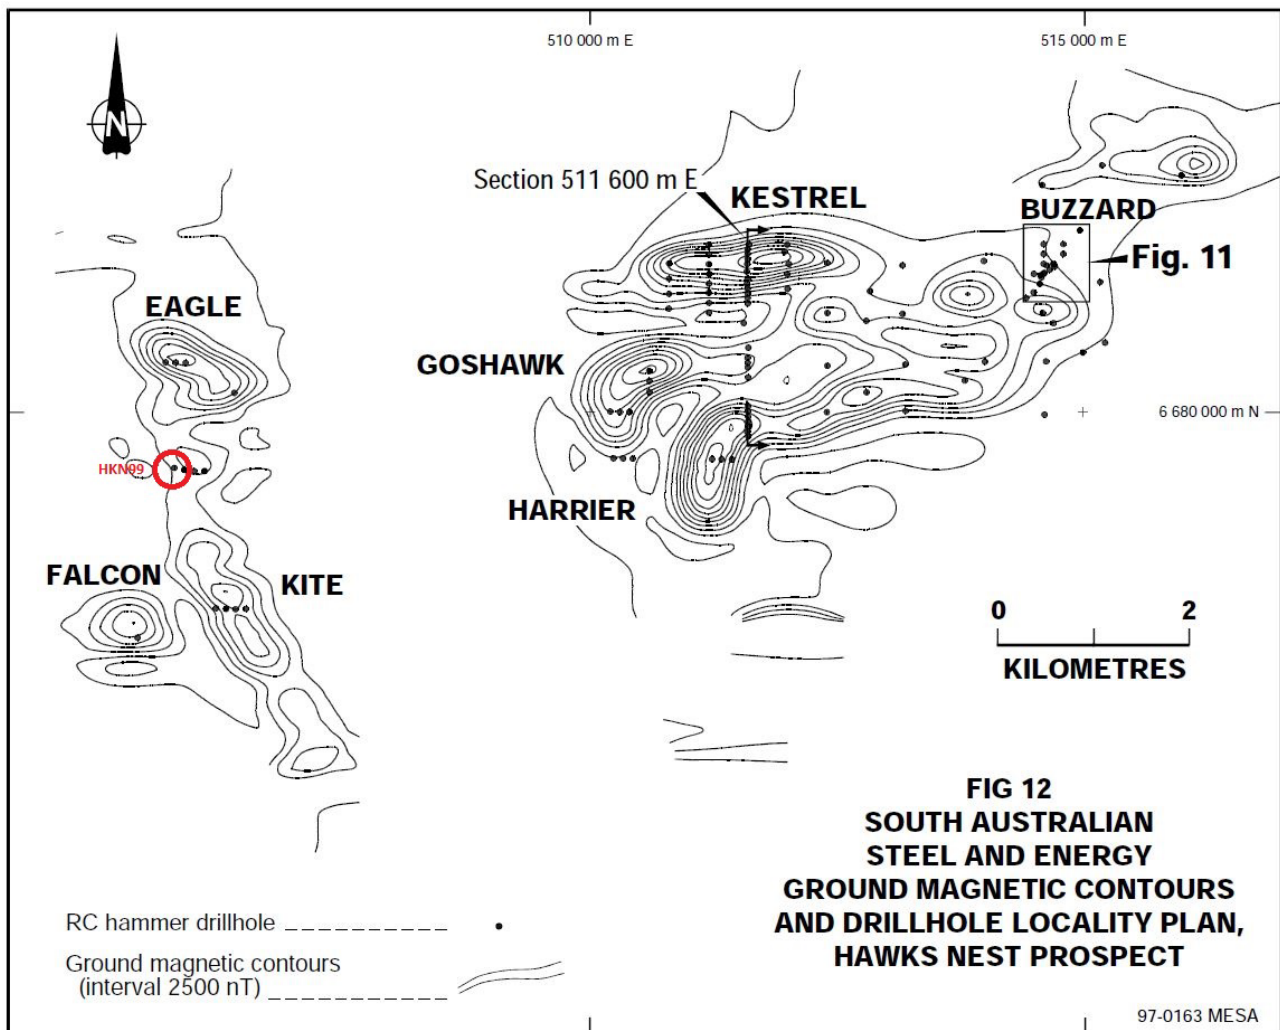 510 000 m E
515 000 m E
N
Section 511 600 m E
KESTREL
BUZZARD
Fig. 11
EAGLE
GOSHAWK
6 680 000 m N
HKN99
HARRIER
FALCON
KITE
0
2
KILOMETRES
FIG 12
SOUTH AUSTRALIAN
STEEL AND ENERGY
GROUND MAGNETIC CONTOURS
AND DRILLHOLE LOCALITY PLAN,
HAWKS NEST PROSPECT
RC hammer drillhole
Ground magnetic contours
(interval 2500 nT)
97-0163 MESA